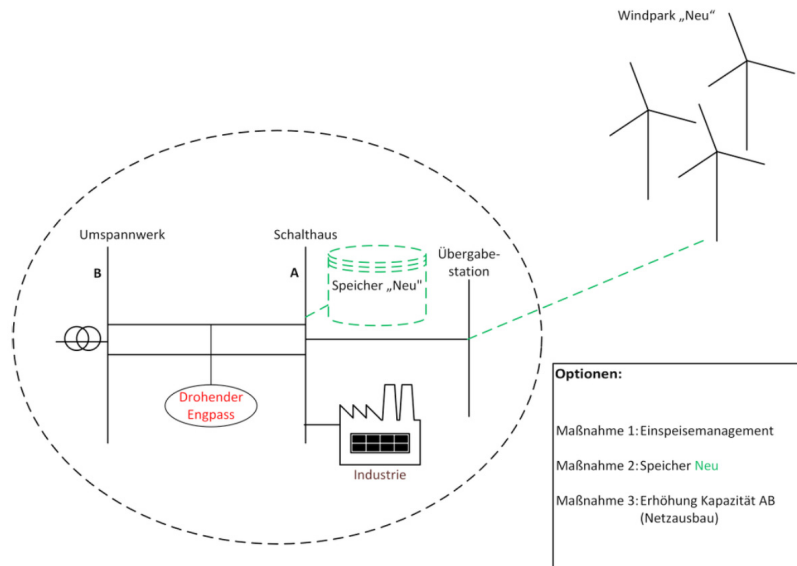 Windpark „Neu“
Umspannwerk
Schalthaus
Übergabe-
station
B
A
Speicher „Neu"
Drohender
Engpass
Industrie
Optionen:
Maßnahme 1: Einspeisemanagement
Maßnahme 2: Speicher Neu
Maßnahme 3: Erhöhung Kapazität AB
(Netzausbau)